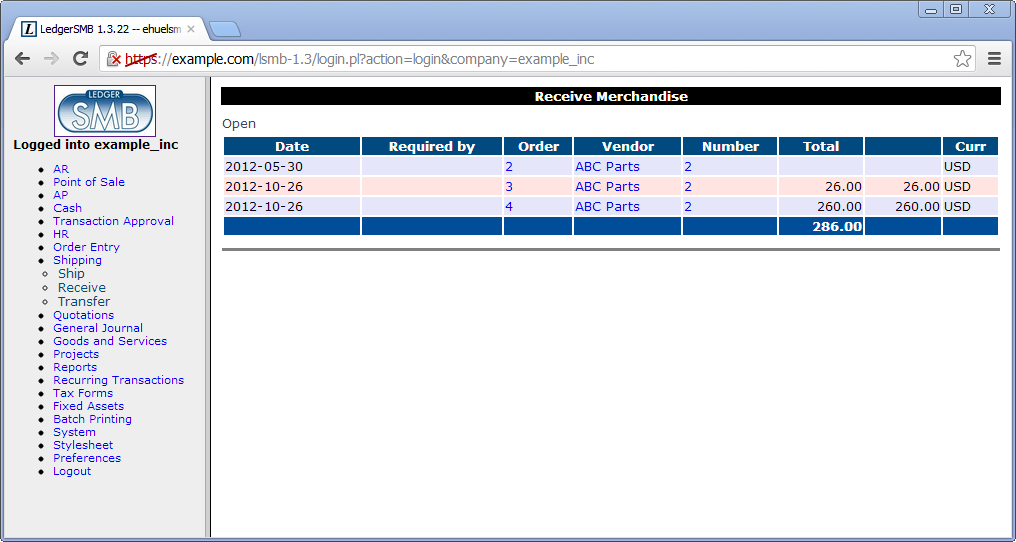 LedgerSMB 1.3.22 -- ehuelsm
https://example.com/lsmb-1.3/login.pl?action=login&company=example_inc
LEDGER
SMB
Logged into example_inc
AR
Point of Sale
AP
Cash
Transaction Approval
HR
Order Entry
Shipping
Ship
Receive
Transfer
Quotations
General Journal
Goods and Services
Projects
Reports
Recurring Transactions
Tax Forms
Fixed Assets
Batch Printing
System
Stylesheet
Preferences
Logout
Receive Merchandise
Open
Date Required by Order Vendor Number Total Curr
2012-05-30 2 ABC Parts 2 USD
2012-10-26 3 ABC Parts 2 26.00 26.00 USD
2012-10-26 4 ABC Parts 2 260.00 260.00 USD
286.00